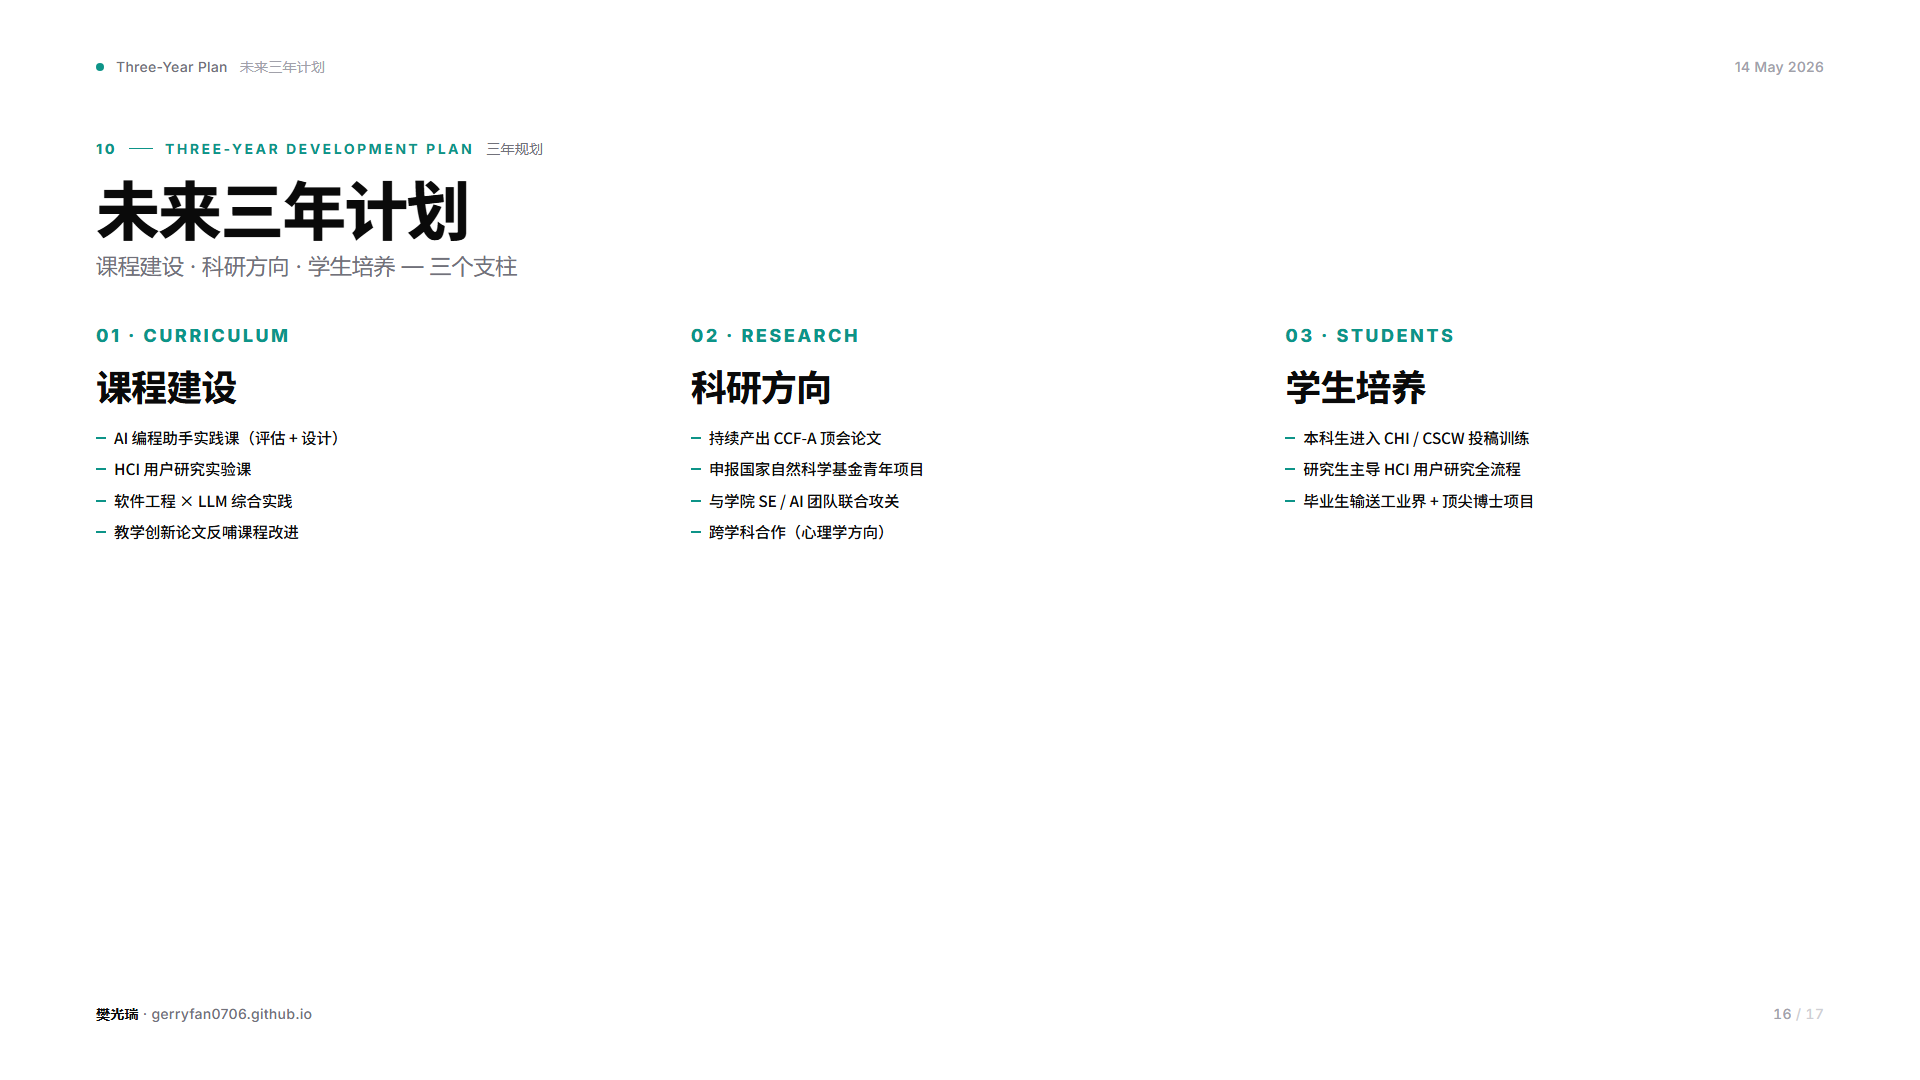 Three-Year Plan 未来三年计划
14 May 2026
10 — THREE-YEAR DEVELOPMENT PLAN 三年规划
未来三年计划
课程建设 · 科研方向 · 学生培养 — 三个支柱
01 · CURRICULUM
课程建设
– AI 编程助手实践课（评估 + 设计）
– HCI 用户研究实验课
– 软件工程 × LLM 综合实践
– 教学创新论文反哺课程改进
02 · RESEARCH
科研方向
– 持续产出 CCF-A 顶会论文
– 申报国家自然科学基金青年项目
– 与学院 SE / AI 团队联合攻关
– 跨学科合作（心理学方向）
03 · STUDENTS
学生培养
– 本科生进入 CHI / CSCW 投稿训练
– 研究生主导 HCI 用户研究全流程
– 毕业生输送工业界 + 顶尖博士项目
樊光瑞 · gerryfan0706.github.io
16 / 17